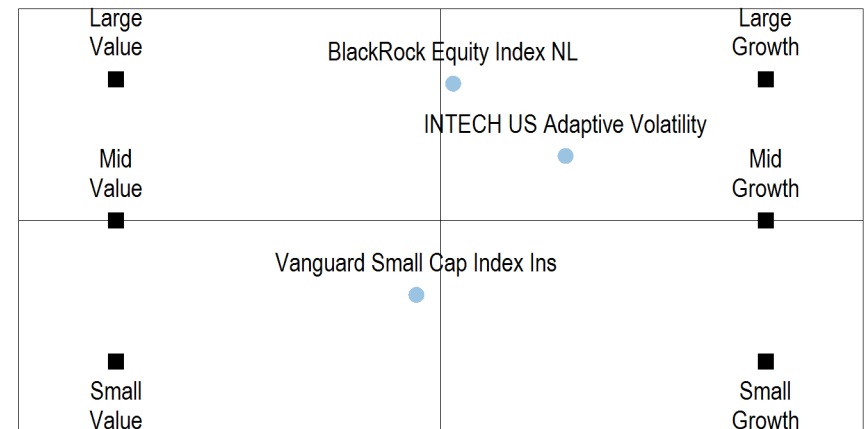 Large
Value
Large
Growth
BlackRock Equity Index NL
INTECH US Adaptive Volatility
Mid
Value
Mid
Growth
Vanguard Small Cap Index Ins
Small
Value
Small
Growth